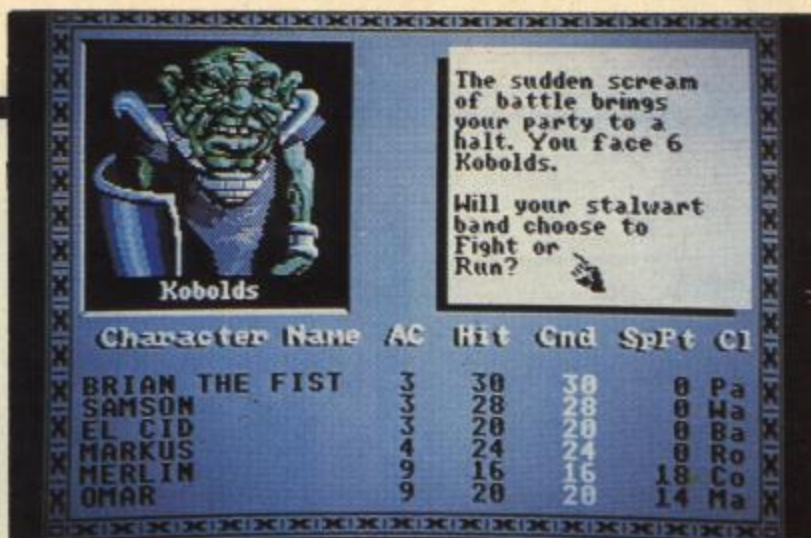 The sudden scream
of battle brings
your party to a
halt. You face 6
Kobolds.
Will your stalwart
band choose to
Fight or
Run?
Kobolds
Character Name AC Hit Cnd SpPt Cl
BRIAN THE FIST 3 30 30 0 Pa
SAMSON 3 28 28 0 Wa
EL CID 3 20 20 0 Ba
MARKUS 4 24 24 0 Ro
MERLIN 9 16 16 18 Co
OMAR 9 20 20 14 Ma